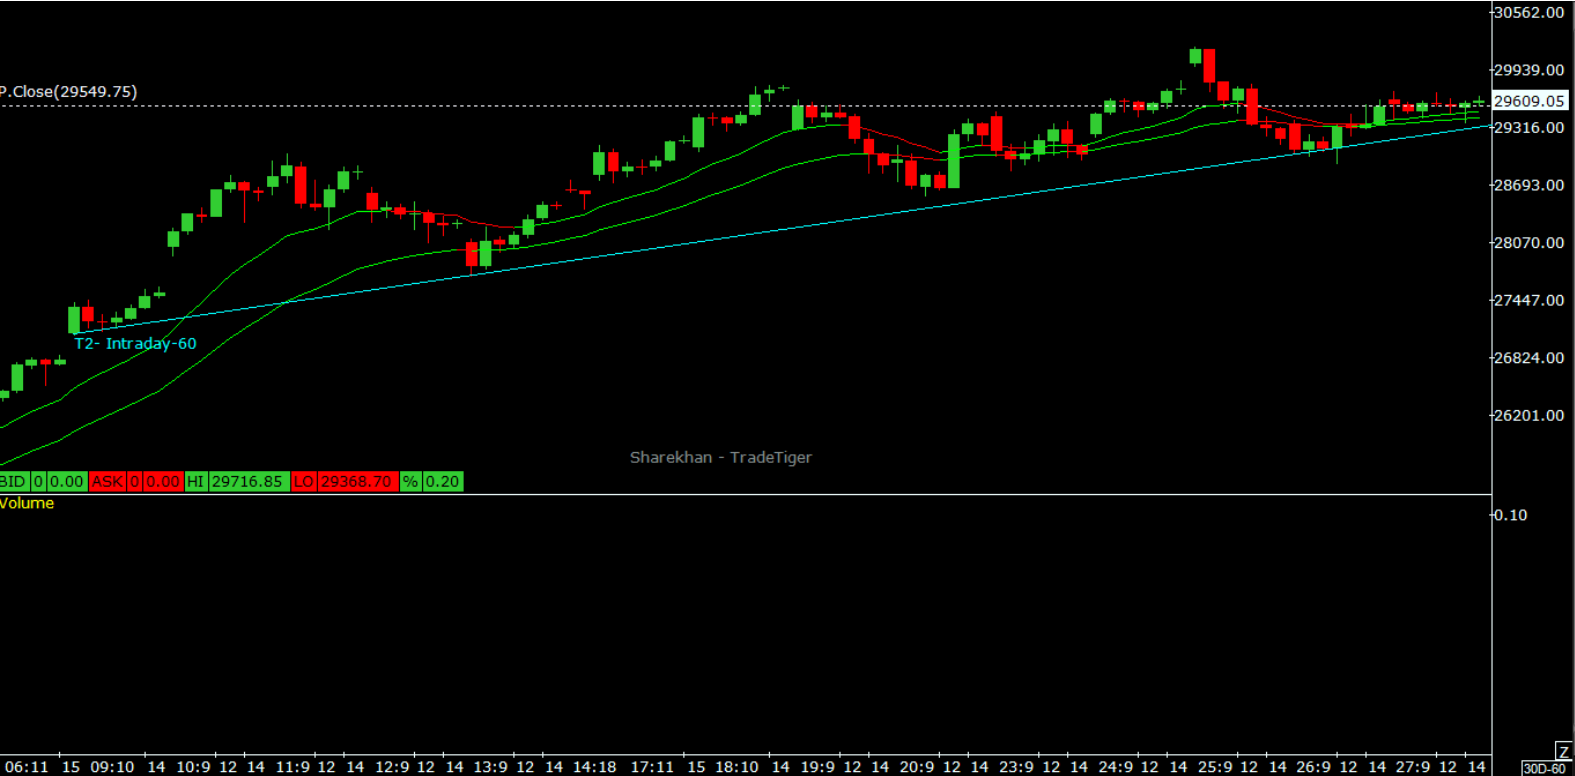 30562.00
P.Close(29549.75)
29939.00
29609.05
29316.00
28693.00
28070.00
27447.00
T2- Intraday-60
26824.00
26201.00
Sharekhan - TradeTiger
BID 0 0.00 ASK 0 0.00 HI 29716.85 LO 29368.70 % 0.20
Volume
0.10
Z
06:11 15 09:10 14 10:9 12 14 11:9 12 14 12:9 12 14 13:9 12 14 14:18 17:11 15 18:10 14 19:9 12 14 20:9 12 14 23:9 12 14 24:9 12 14 25:9 12 14 26:9 12 14 27:9 12 14 30D-60